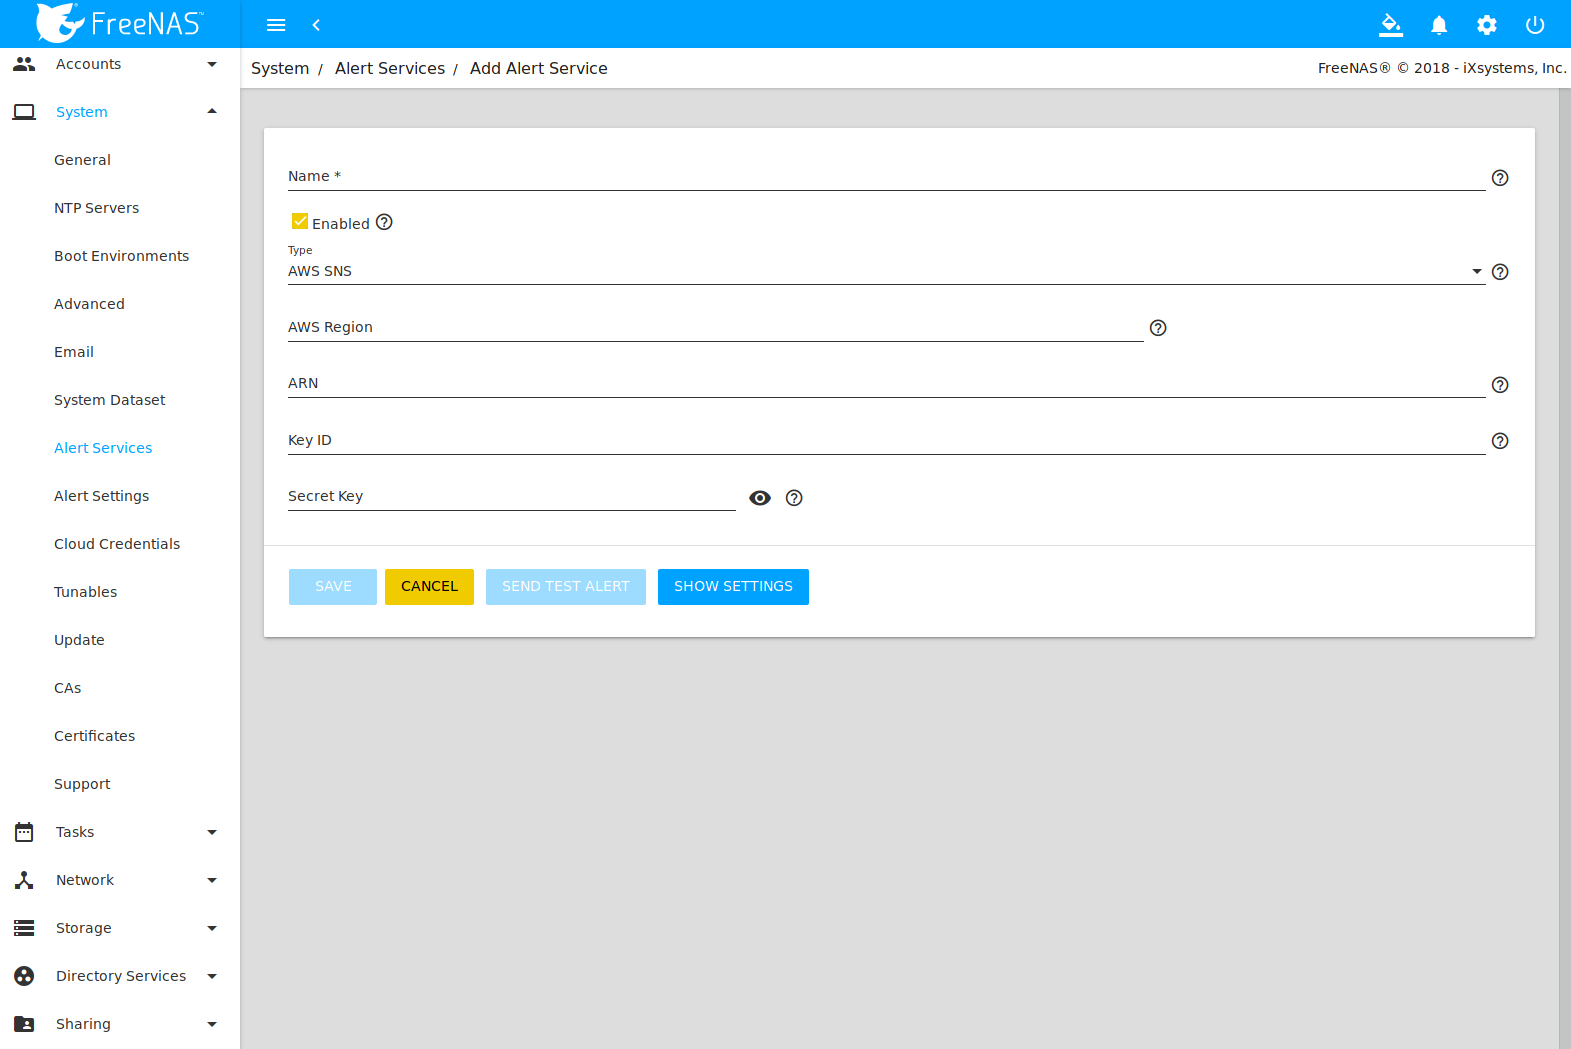 FreeNAS™
System / Alert Services / Add Alert Service
FreeNAS® © 2018 - iXsystems, Inc.
Accounts
System
General
NTP Servers
Boot Environments
Advanced
Email
System Dataset
Alert Services
Alert Settings
Cloud Credentials
Tunables
Update
CAs
Certificates
Support
Tasks
Network
Storage
Directory Services
Sharing
Name *
Enabled
Type
AWS SNS
AWS Region
ARN
Key ID
Secret Key
SAVE CANCEL SEND TEST ALERT SHOW SETTINGS